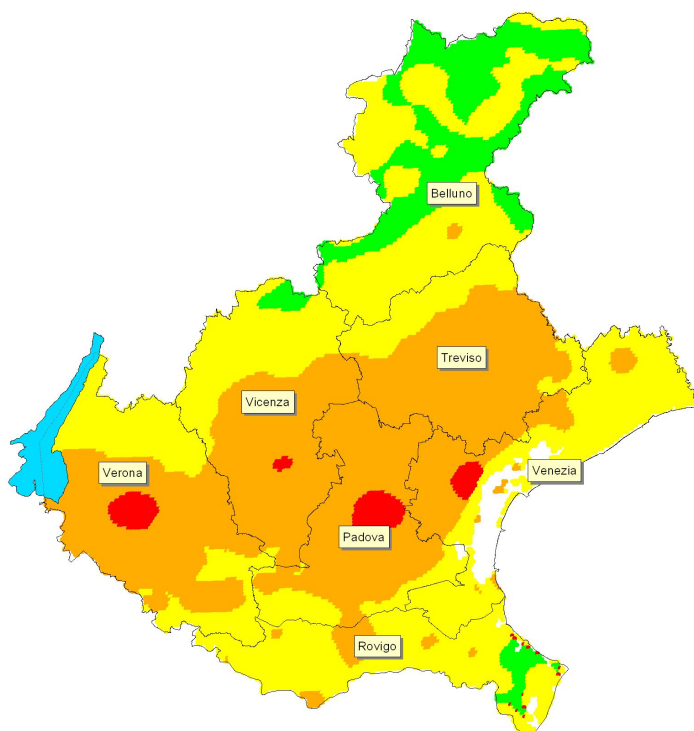 Belluno
Treviso
Vicenza
Verona
Venezia
Padova
Rovigo